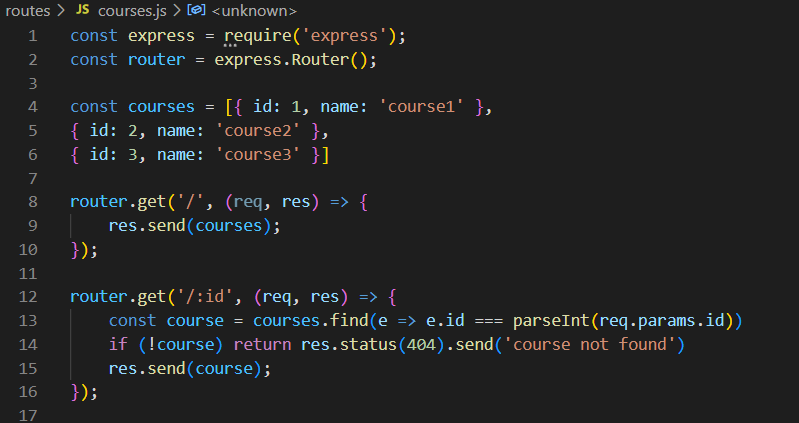 routes > JS courses.js > <unknown>
1 const express = require('express');
2 const router = express.Router();
3
4 const courses = [{ id: 1, name: 'course1' },
5 { id: 2, name: 'course2' },
6 { id: 3, name: 'course3' }]
7
8 router.get('/', (req, res) => {
9     res.send(courses);
10 });
11
12 router.get('/:id', (req, res) => {
13     const course = courses.find(e => e.id === parseInt(req.params.id))
14     if (!course) return res.status(404).send('course not found')
15     res.send(course);
16 });
17